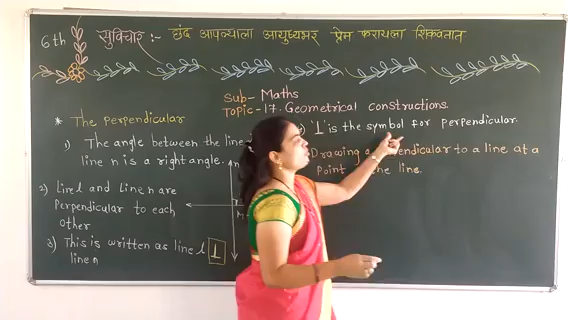 6th
सुविचार :- छंद आपल्याला आयुष्यभर प्रेम करायला शिकवतात
Sub- Maths
Topic-17. Geometrical constructions.
* The perpendicular
1) The angle between the line
line n is a right angle.
2) Line l and Line n are
Perpendicular to each
other
3) This is written as line l ⊥
line n
n
M
) '⊥' is the symbol for perpendicular.
Drawing a perpendicular to a line at a
Point the line.